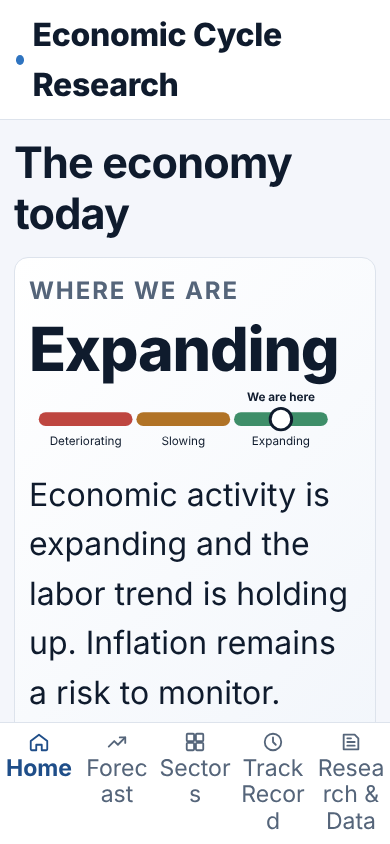 Economic Cycle
Research
The economy
today
WHERE WE ARE
Expanding
We are here
Deteriorating
Slowing
Expanding
Economic activity is
expanding and the
labor trend is holding
up. Inflation remains
a risk to monitor.
Home
Forec
ast
Sector
s
Track
Recor
d
Resea
rch &
Data